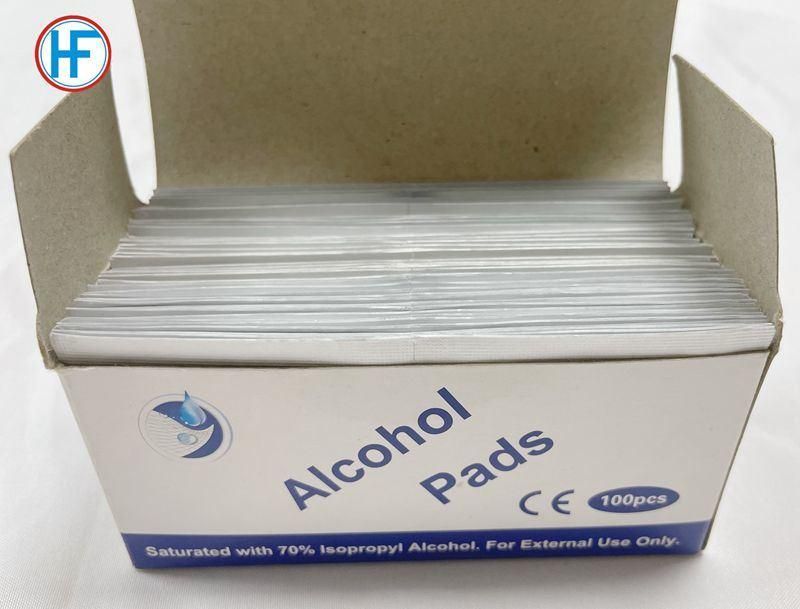 HF
Alcohol
Pads
CE 100pcs
Saturated with 70% Isopropyl Alcohol. For External Use Only.